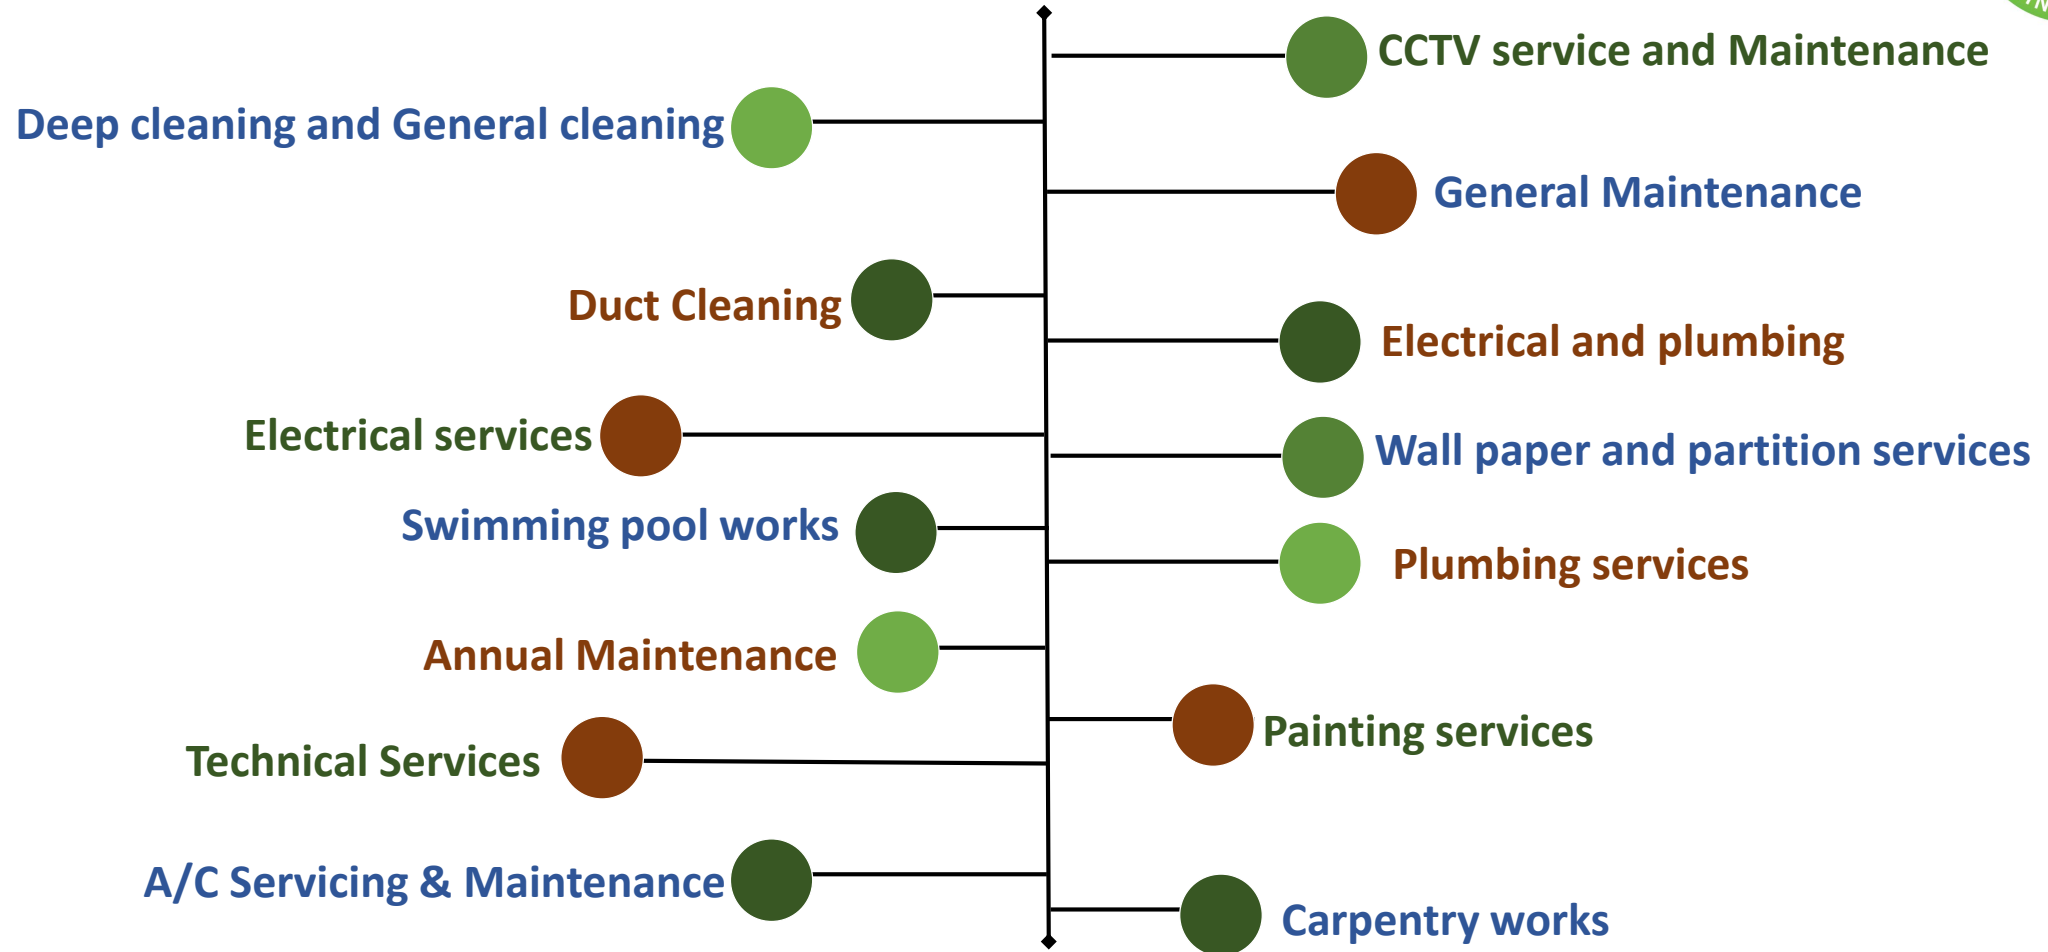 CCTV service and Maintenance
Deep cleaning and General cleaning
General Maintenance
Duct Cleaning
Electrical and plumbing
Electrical services
Wall paper and partition services
Swimming pool works
Plumbing services
Annual Maintenance
Painting services
Technical Services
A/C Servicing & Maintenance
Carpentry works